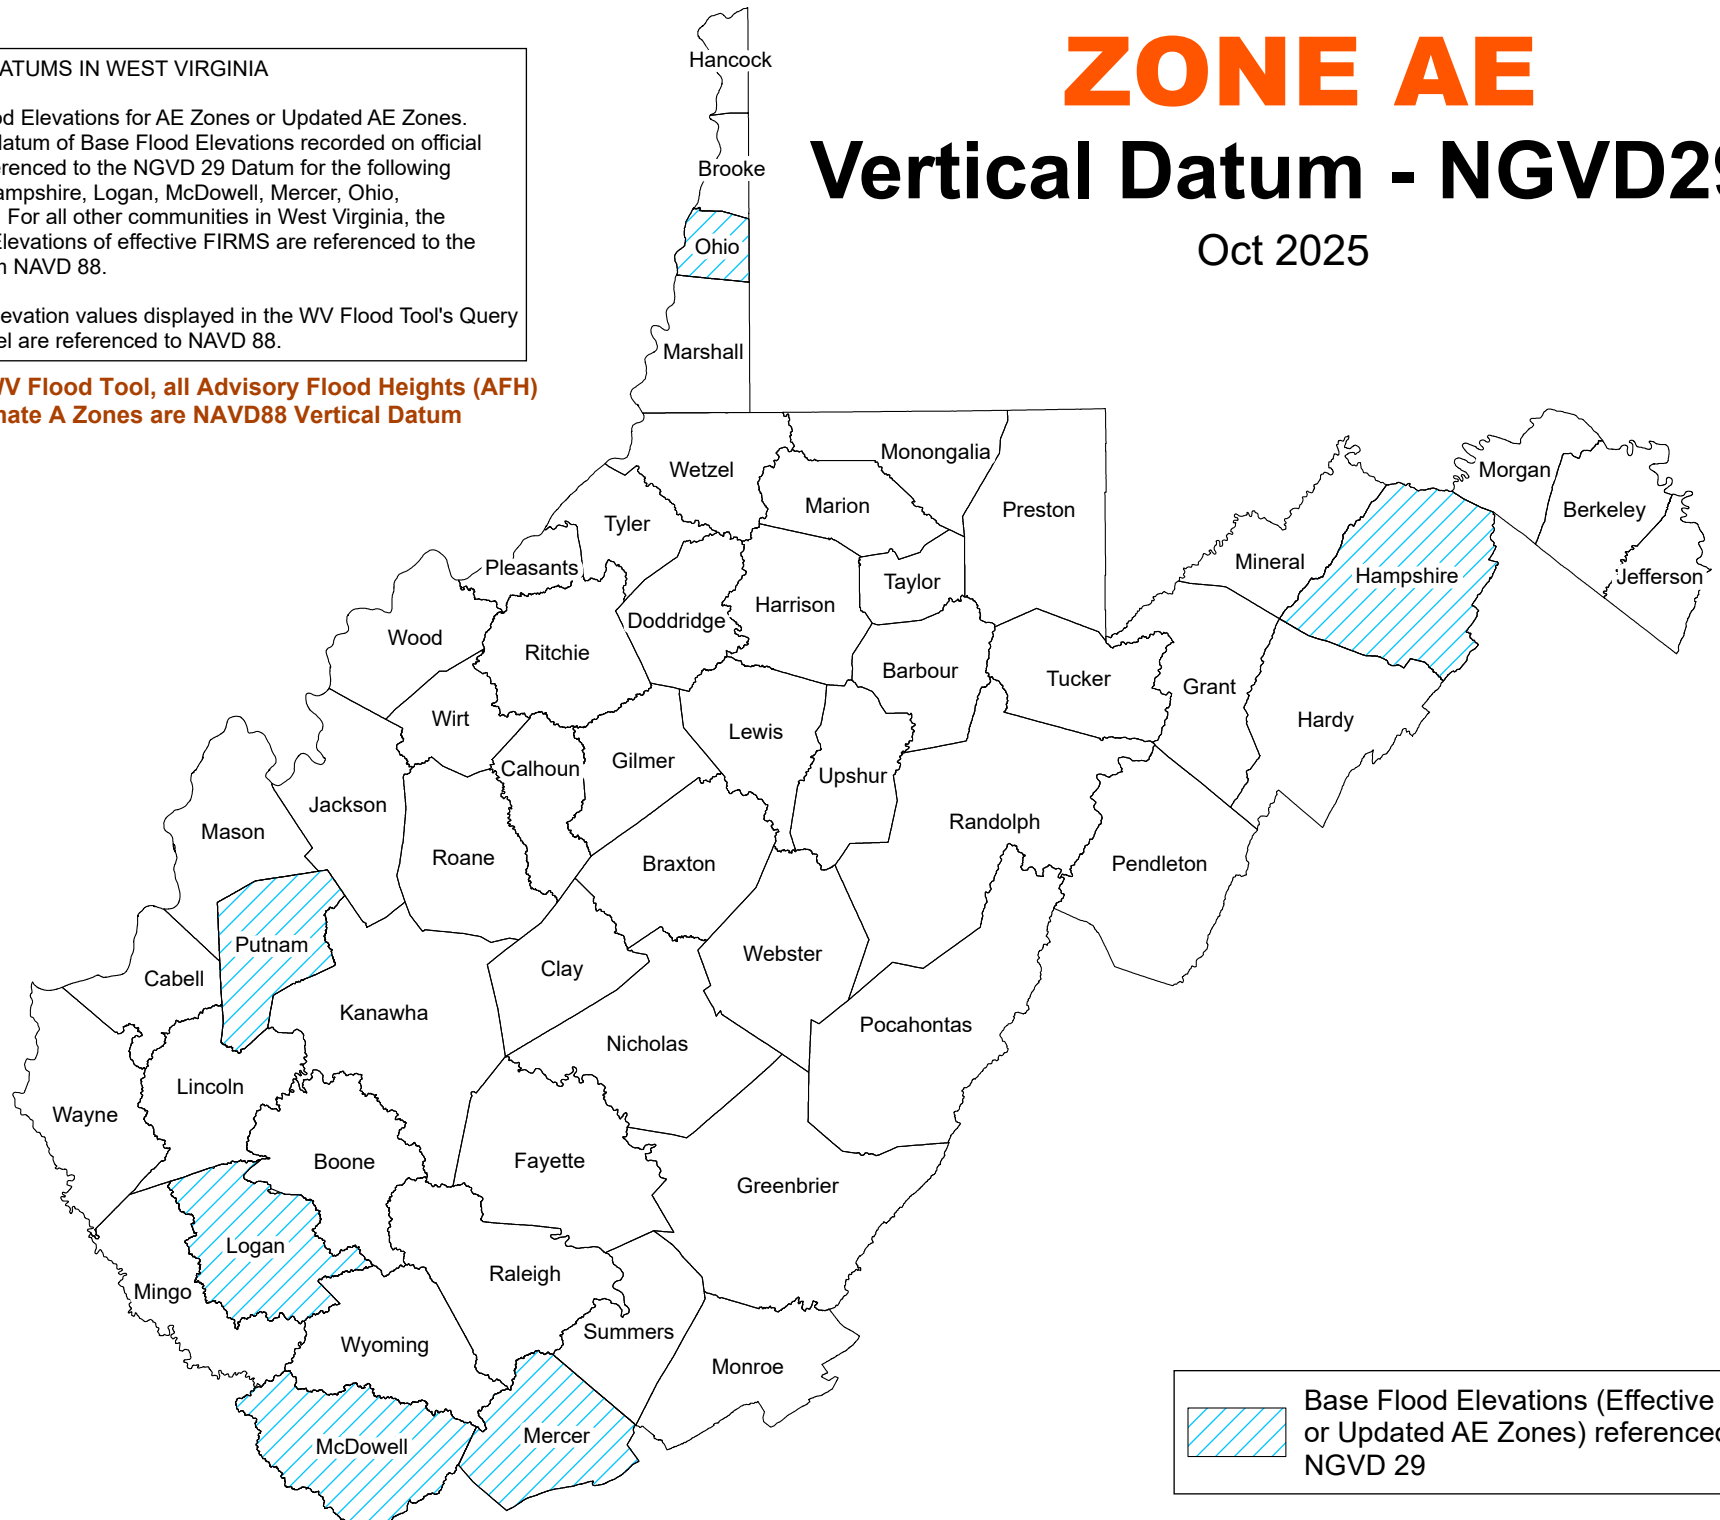 ZONE AE
Vertical Datum - NGVD29
Oct 2025
ATUMS IN WEST VIRGINIA
Elevations for AE Zones or Updated AE Zones.
of Base Flood Elevations recorded on official
to the NGVD 29 Datum for the following
Logan, McDowell, Mercer, Ohio,
For all other communities in West Virginia, the
Elevations of effective FIRMS are referenced to the
NAVD 88.
values displayed in the WV Flood Tool's Query
are referenced to NAVD 88.
WV Flood Tool, all Advisory Flood Heights (AFH)
A Zones are NAVD88 Vertical Datum
Hancock
Brooke
Ohio
Marshall
Wetzel
Monongalia
Marion
Preston
Morgan
Berkeley
Tyler
Mineral
Hampshire
Jefferson
Pleasants
Taylor
Harrison
Doddridge
Wood
Ritchie
Barbour
Tucker
Grant
Hardy
Wirt
Lewis
Gilmer
Calhoun
Upshur
Jackson
Randolph
Mason
Roane
Braxton
Pendleton
Putnam
Webster
Clay
Cabell
Kanawha
Pocahontas
Nicholas
Lincoln
Wayne
Boone
Fayette
Greenbrier
Logan
Raleigh
Mingo
Summers
Wyoming
Monroe
Mercer
McDowell
Base Flood Elevations (Effective
or Updated AE Zones) referenced
NGVD 29